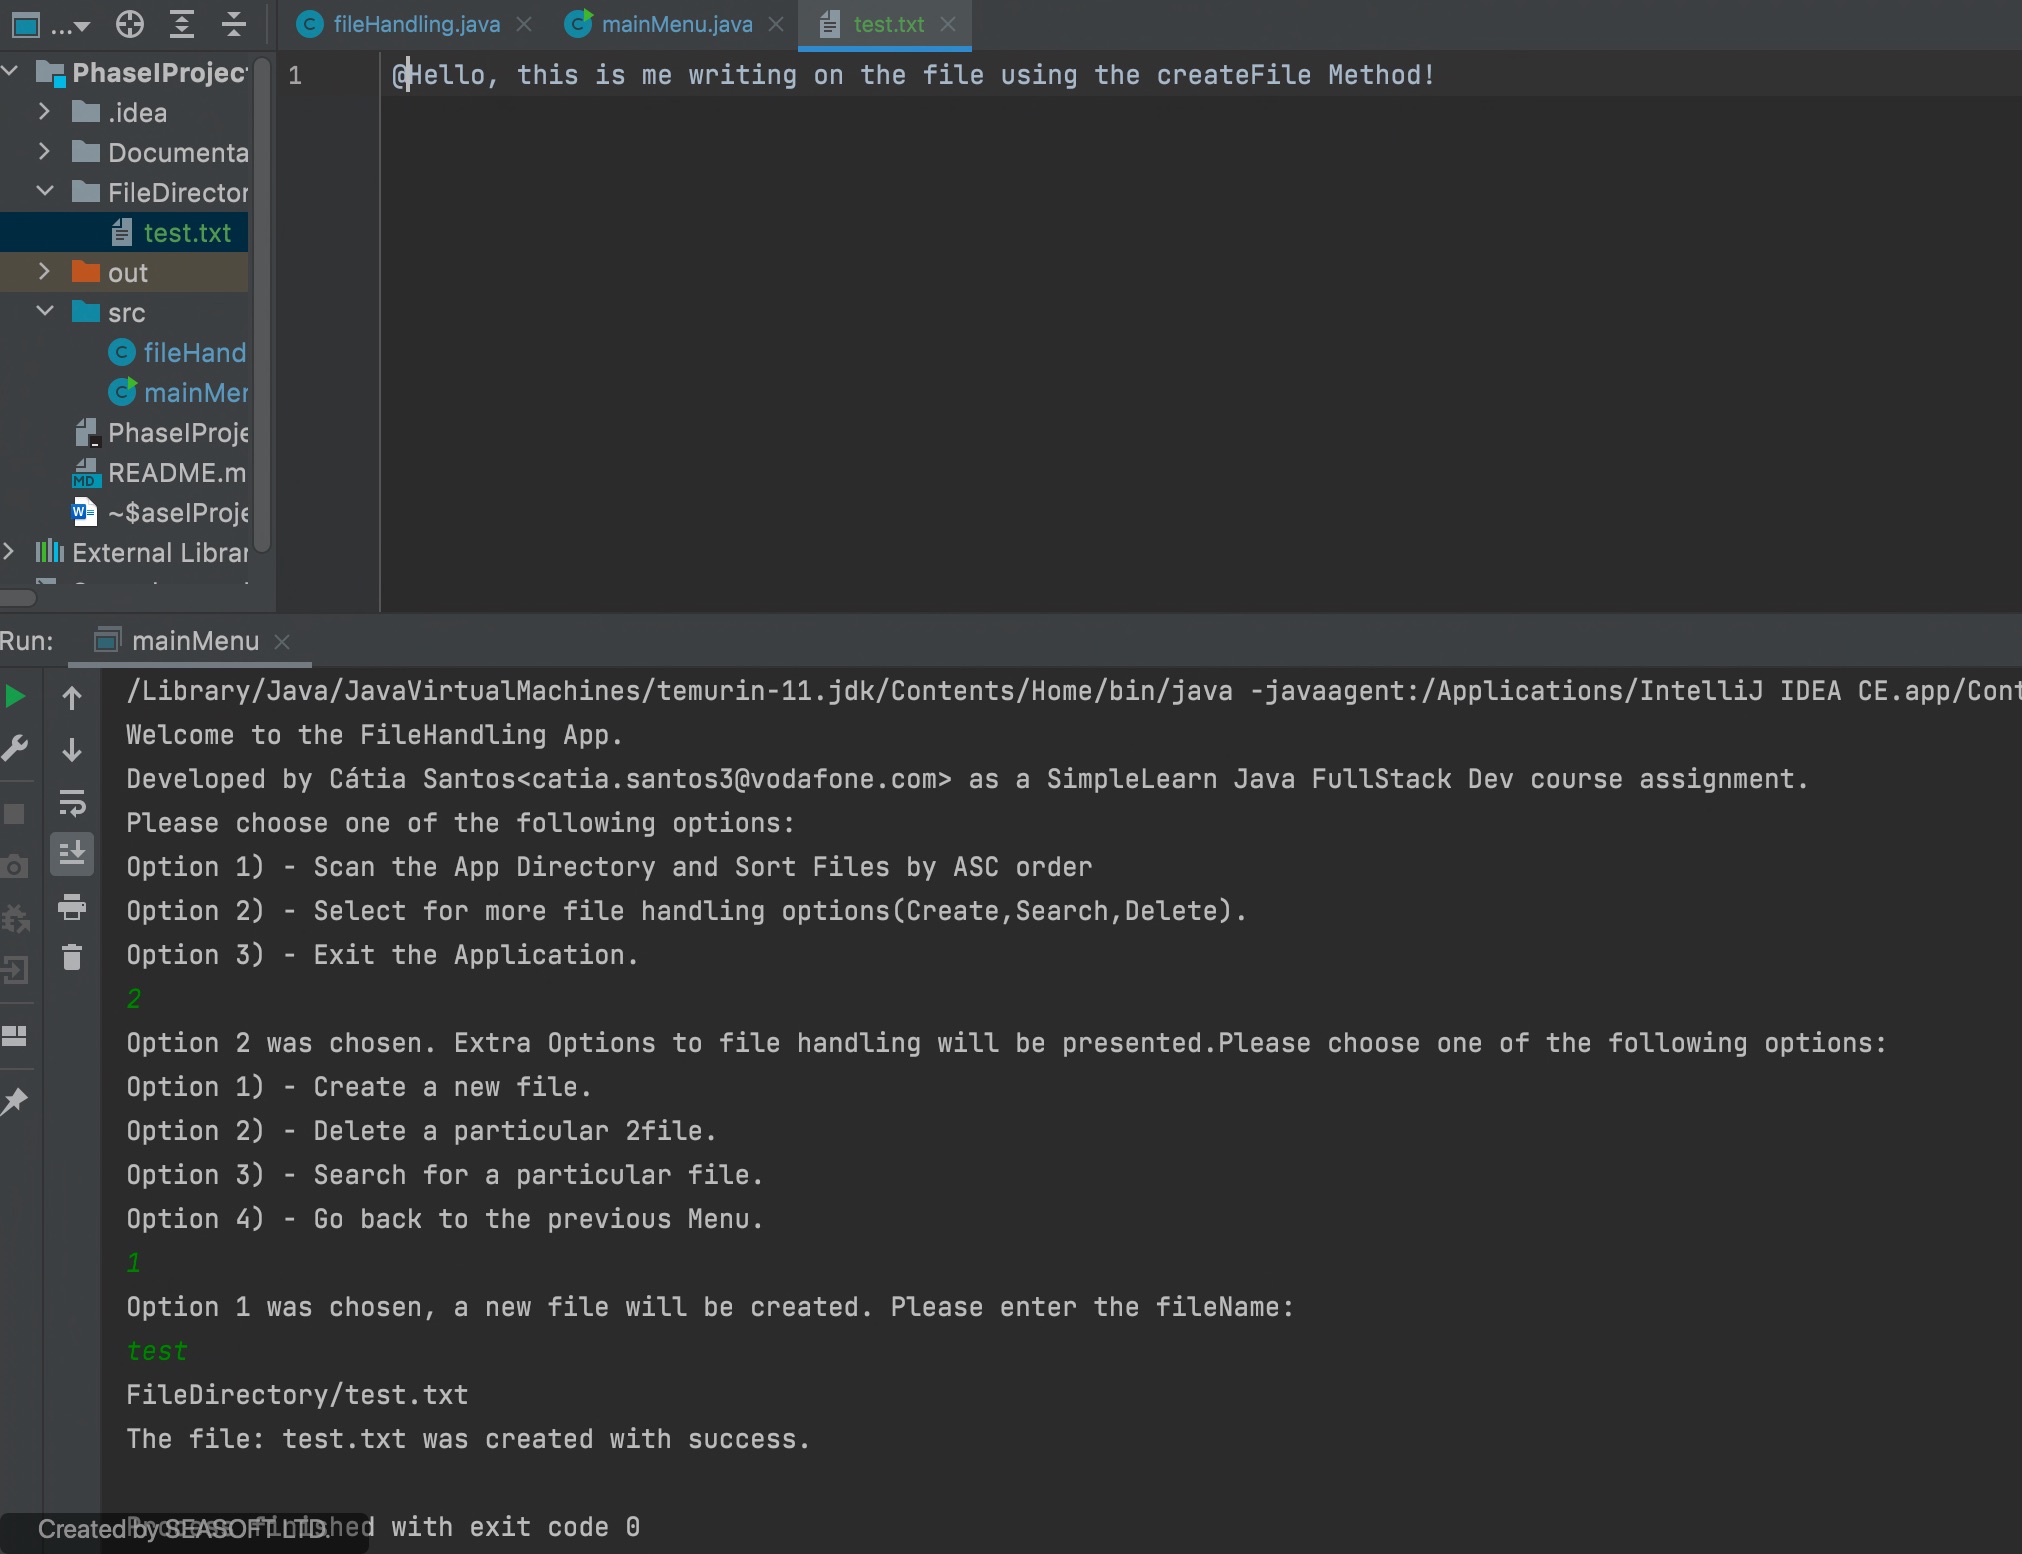 ...
fileHandling.java
mainMenu.java
test.txt
PhaseIProjec
.idea
Documenta
FileDirector
test.txt
out
src
fileHand
mainMen
PhaseIProje
README.m
~$aseIProje
External Librar
1
@Hello, this is me writing on the file using the createFile Method!
Run:
mainMenu
/Library/Java/JavaVirtualMachines/temurin-11.jdk/Contents/Home/bin/java -javaagent:/Applications/IntelliJ IDEA CE.app/Cont
Welcome to the FileHandling App.
Developed by Cátia Santos<catia.santos3@vodafone.com> as a SimpleLearn Java FullStack Dev course assignment.
Please choose one of the following options:
Option 1) - Scan the App Directory and Sort Files by ASC order
Option 2) - Select for more file handling options(Create,Search,Delete).
Option 3) - Exit the Application.
2
Option 2 was chosen. Extra Options to file handling will be presented.Please choose one of the following options:
Option 1) - Create a new file.
Option 2) - Delete a particular 2file.
Option 3) - Search for a particular file.
Option 4) - Go back to the previous Menu.
1
Option 1 was chosen, a new file will be created. Please enter the fileName:
test
FileDirectory/test.txt
The file: test.txt was created with success.
Process finished with exit code 0
Created by SEASOFT LTD.